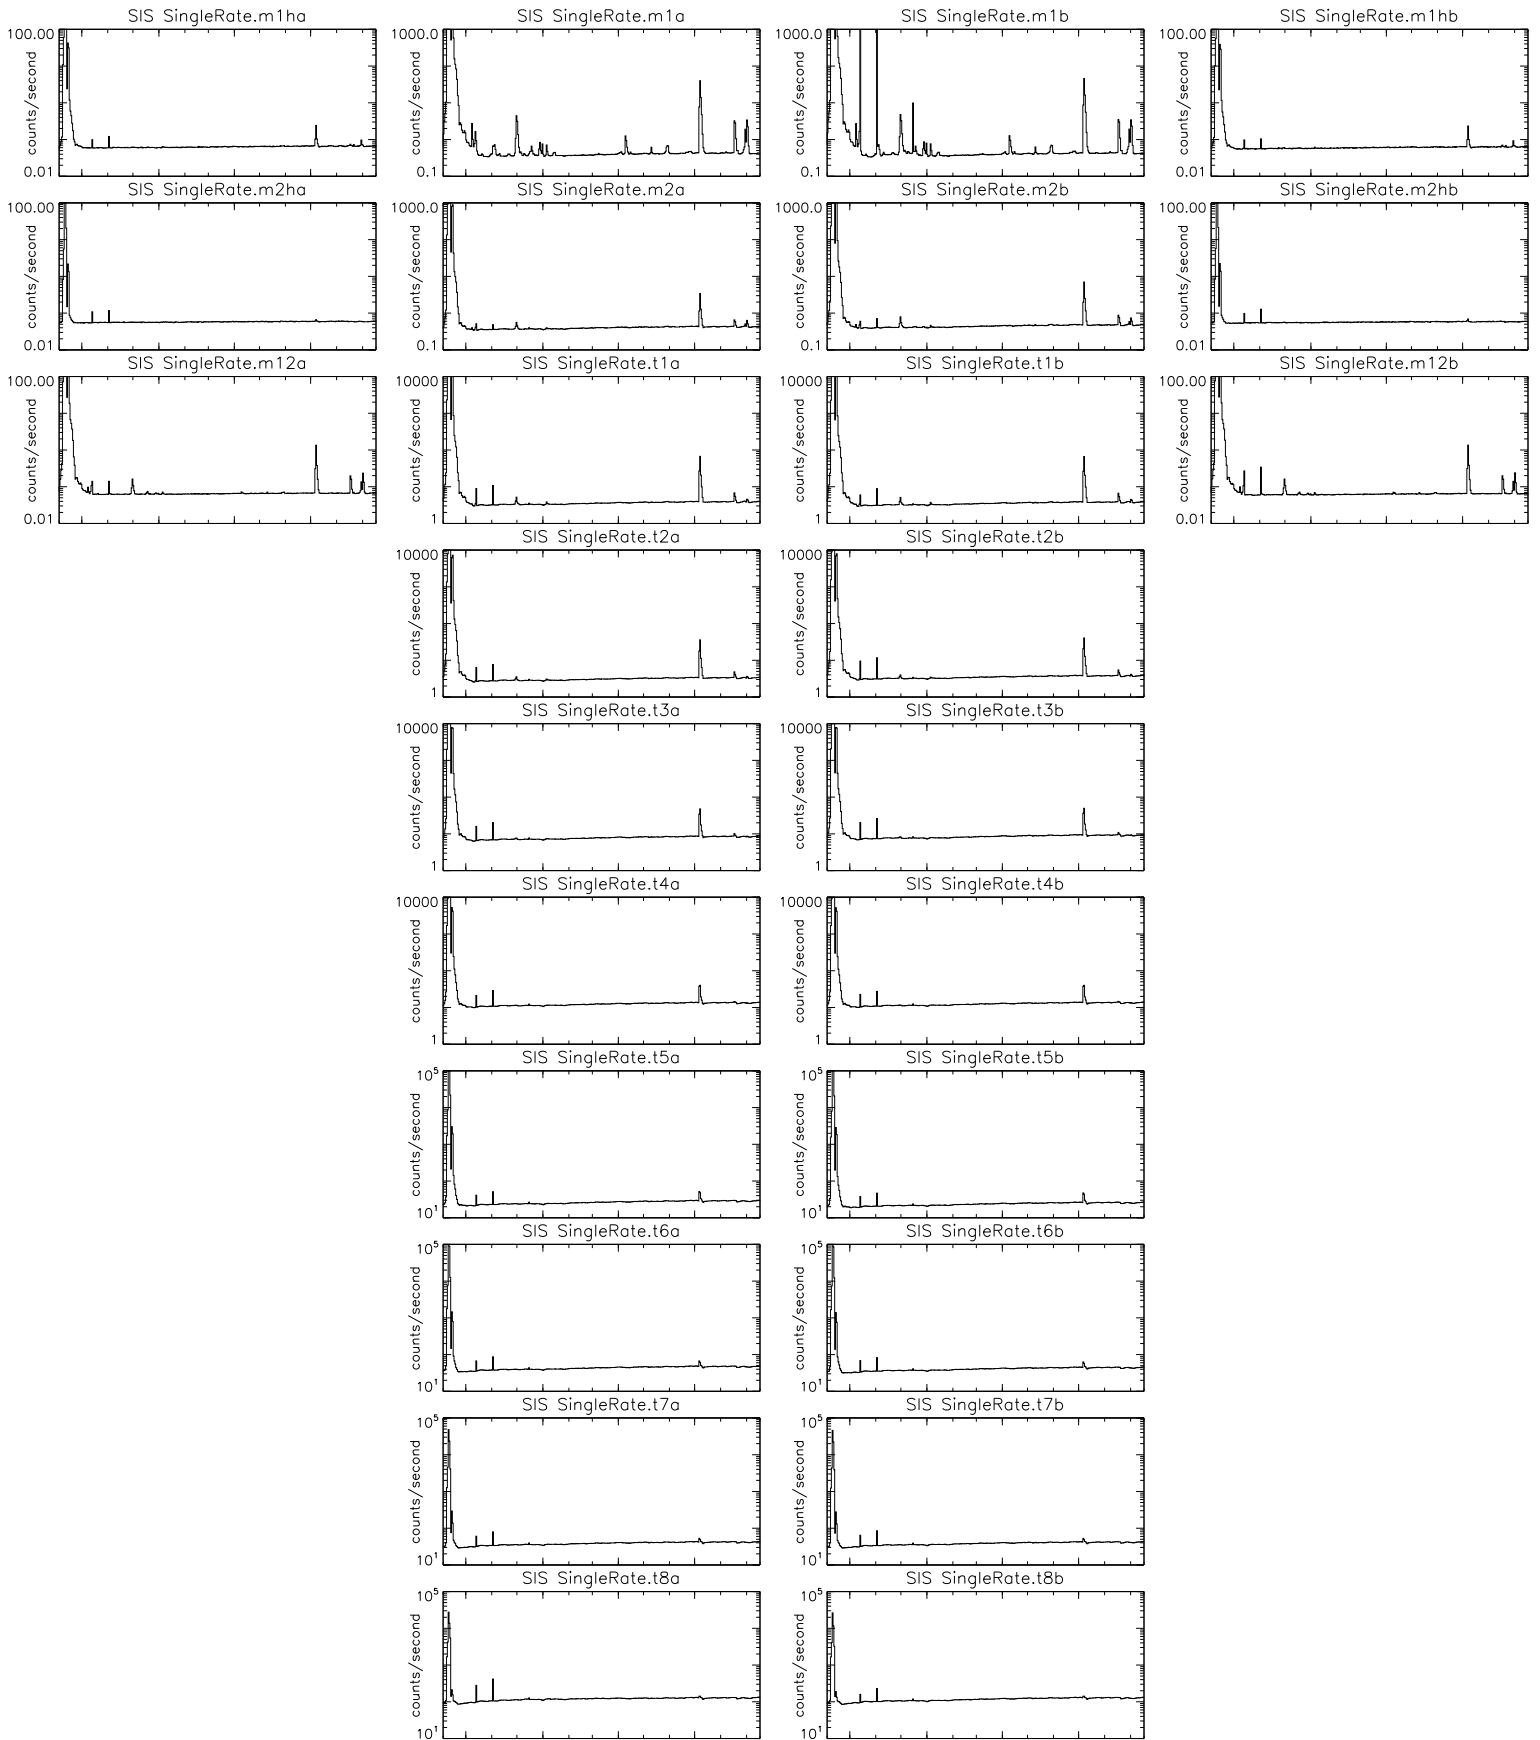 SIS SingleRate.m1ha SIS SingleRate.m1a SIS SingleRate.m1b SIS SingleRate.m1hb
100.00 1000.0 1000.0 100.00
counts/second counts/second counts/second counts/second
0.01 0.1 0.1 0.01
SIS SingleRate.m2ha SIS SingleRate.m2a SIS SingleRate.m2b SIS SingleRate.m2hb
100.00 1000.0 1000.0 100.00
counts/second counts/second counts/second counts/second
0.01 0.1 0.1 0.01
SIS SingleRate.m12a SIS SingleRate.t1a SIS SingleRate.t1b SIS SingleRate.m12b
100.00 10000 10000 100.00
counts/second counts/second counts/second counts/second
0.01 1 1 0.01
SIS SingleRate.t2a SIS SingleRate.t2b
10000 10000
counts/second counts/second
1 1
SIS SingleRate.t3a SIS SingleRate.t3b
10000 10000
counts/second counts/second
1 1
SIS SingleRate.t4a SIS SingleRate.t4b
10000 10000
counts/second counts/second
1 1
SIS SingleRate.t5a SIS SingleRate.t5b
10⁵ 10⁵
counts/second counts/second
10¹ 10¹
SIS SingleRate.t6a SIS SingleRate.t6b
10⁵ 10⁵
counts/second counts/second
10¹ 10¹
SIS SingleRate.t7a SIS SingleRate.t7b
10⁵ 10⁵
counts/second counts/second
10¹ 10¹
SIS SingleRate.t8a SIS SingleRate.t8b
10⁵ 10⁵
counts/second counts/second
10¹ 10¹